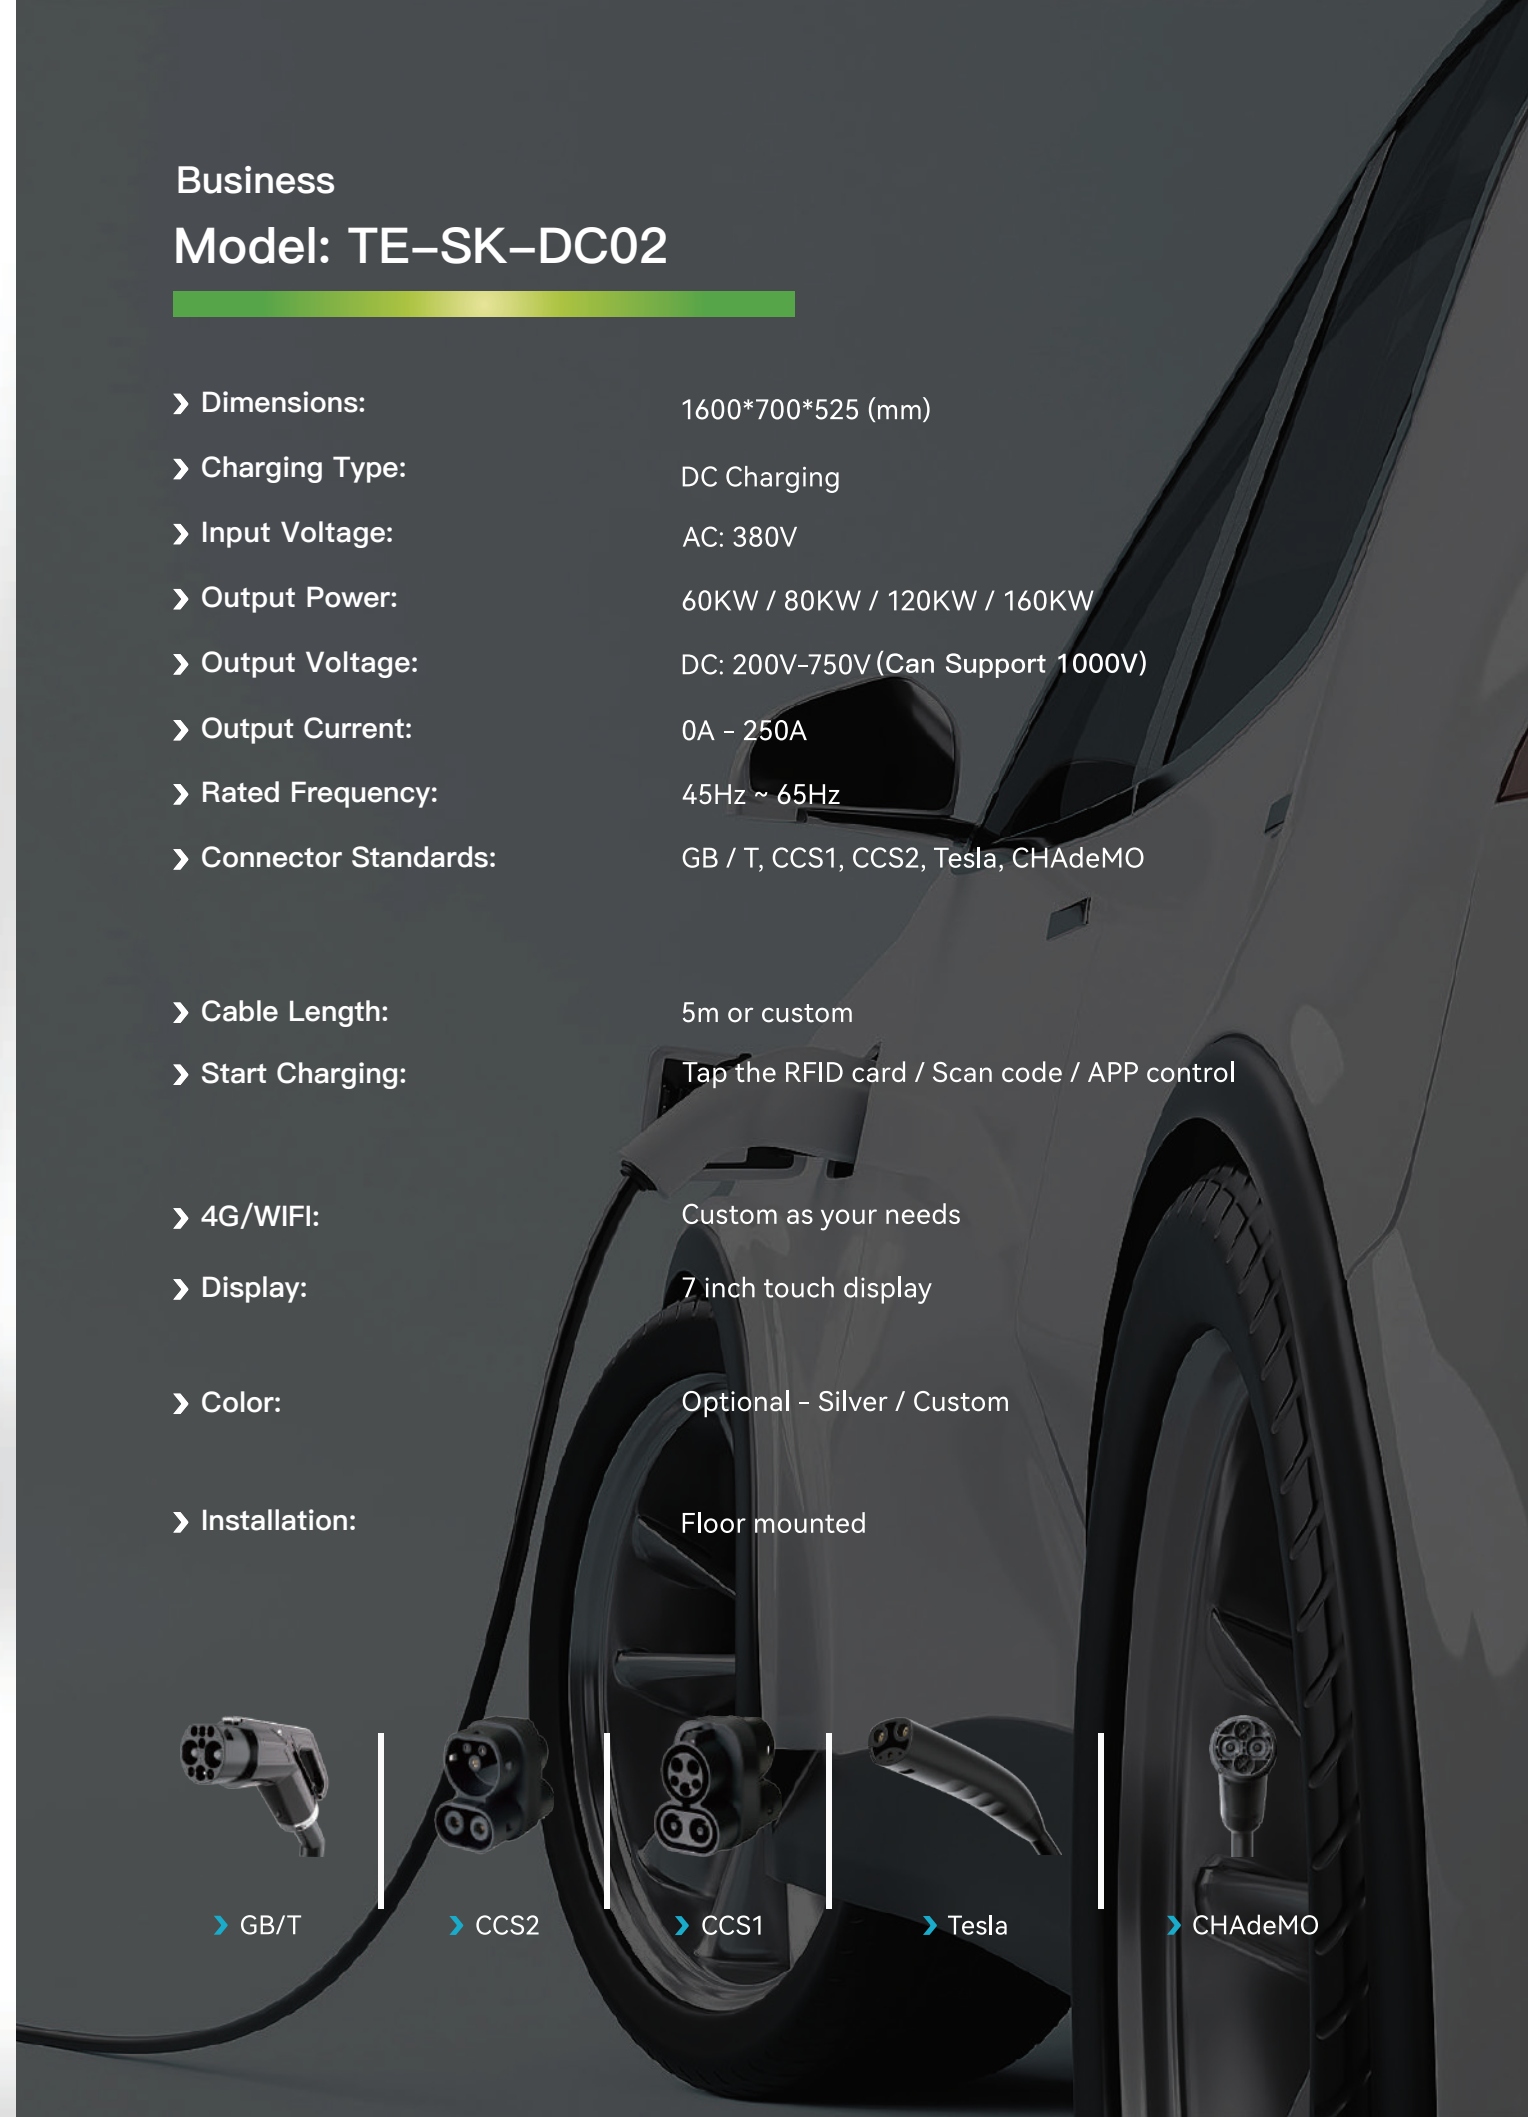 Business
Model: TE-SK-DC02
Dimensions: 1600*700*525 (mm)
Charging Type: DC Charging
Input Voltage: AC: 380V
Output Power: 60KW / 80KW / 120KW / 160KW
Output Voltage: DC: 200V-750V (Can Support 1000V)
Output Current: 0A - 250A
Rated Frequency: 45Hz ~ 65Hz
Connector Standards: GB / T, CCS1, CCS2, Tesla, CHAdeMO
Cable Length: 5m or custom
Start Charging: Tap the RFID card / Scan code / APP control
4G/WIFI: Custom as your needs
Display: 7 inch touch display
Color: Optional - Silver / Custom
Installation: Floor mounted
GB/T CCS2 CCS1 Tesla CHAdeMO